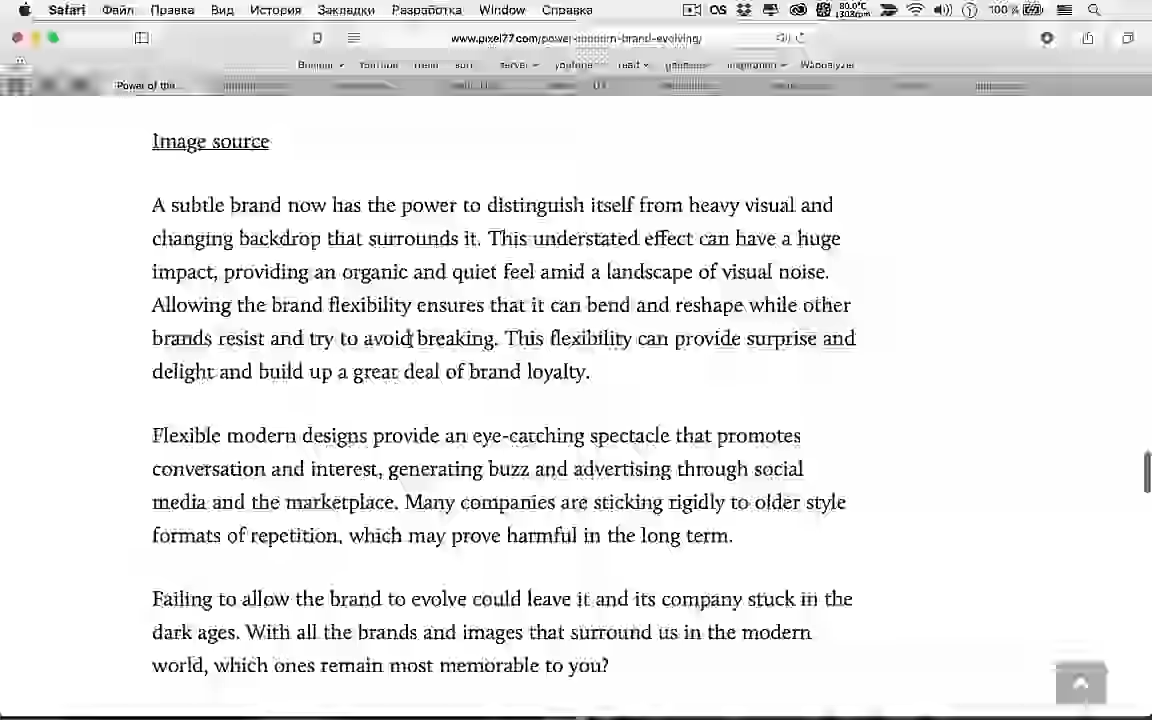 Safari Файл Правка Вид История Закладки Разработка Window Справка 100 %
www.pixel77.com/power-
Power of the...
Image source
A subtle brand now has the power to distinguish itself from heavy visual and
changing backdrop that surrounds it. This understated effect can have a huge
impact, providing an organic and quiet feel amid a landscape of visual noise.
Allowing the brand flexibility ensures that it can bend and reshape while other
brands resist and try to avoid breaking. This flexibility can provide surprise and
delight and build up a great deal of brand loyalty.
Flexible modern designs provide an eye-catching spectacle that promotes
conversation and interest, generating buzz and advertising through social
media and the marketplace. Many companies are sticking rigidly to older style
formats of repetition, which may prove harmful in the long term.
Failing to allow the brand to evolve could leave it and its company stuck in the
dark ages. With all the brands and images that surround us in the modern
world, which ones remain most memorable to you?